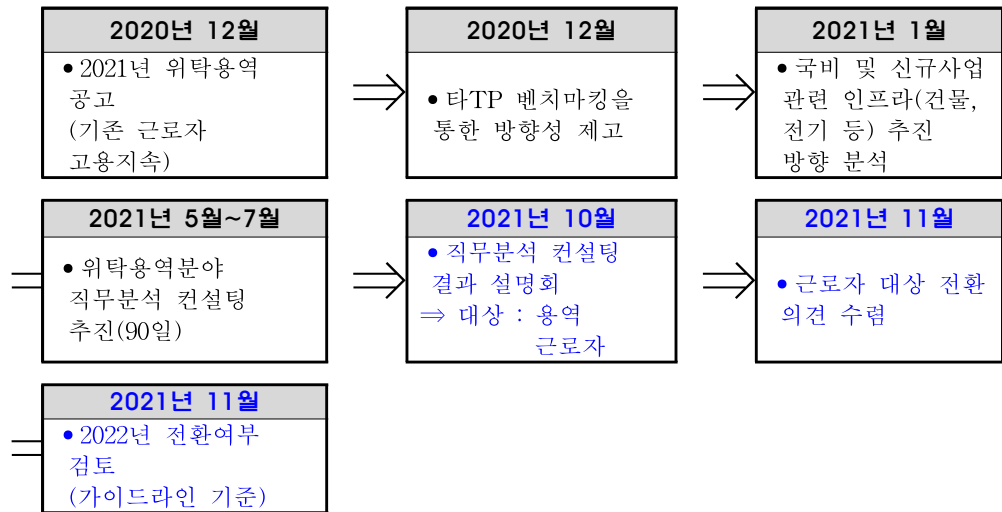 2020년 12월
• 2021년 위탁용역
공고
(기존 근로자
고용지속)
⇒
2020년 12월
• 타TP 벤치마킹을
통한 방향성 제고
⇒
2021년 1월
• 국비 및 신규사업
관련 인프라(건물,
전기 등) 추진
방향 분석
2021년 5월~7월
• 위탁용역분야
직무분석 컨설팅
추진(90일)
⇒
2021년 10월
• 직무분석 컨설팅
결과 설명회
⇒ 대상 : 용역
근로자
⇒
2021년 11월
• 근로자 대상 전환
의견 수렴
2021년 11월
• 2022년 전환여부
검토
(가이드라인 기준)